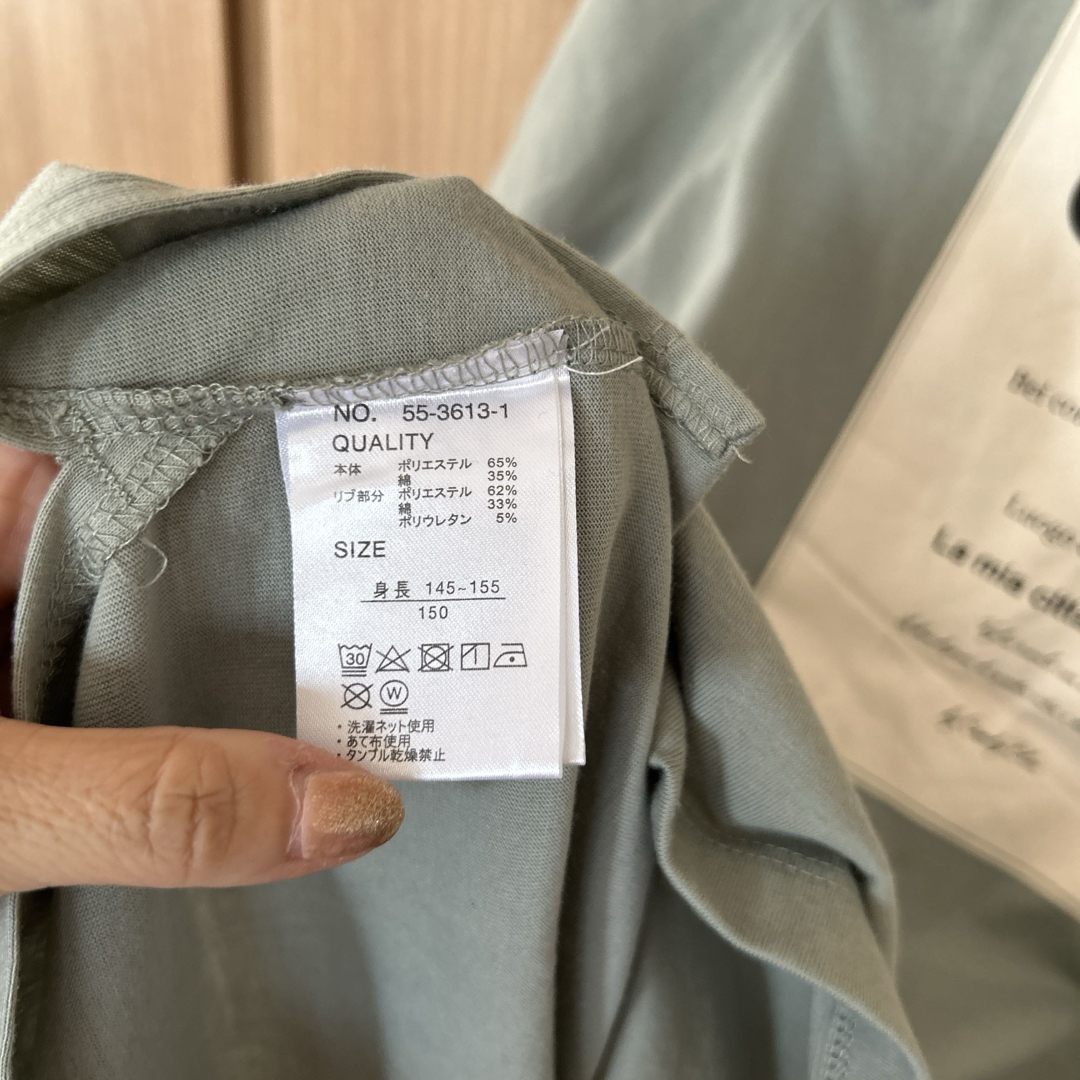 NO. 55-3613-1
QUALITY
本体 ポリエステル 65%
綿 35%
リブ部分 ポリエステル 62%
綿 33%
ポリウレタン 5%
SIZE
身長 145~155
150
30
W
・洗濯ネット使用
・あて布使用
・タンブル乾燥禁止
La mia